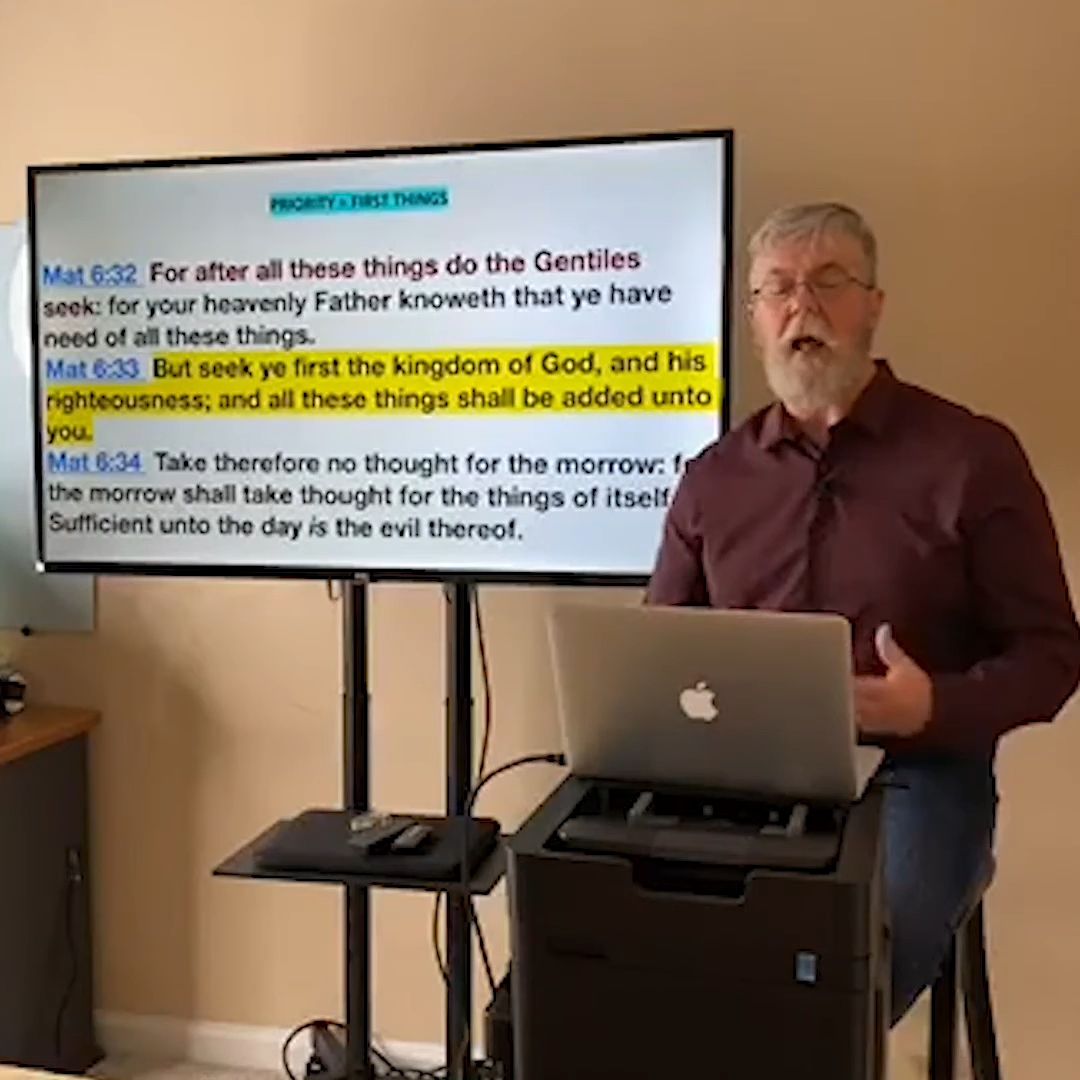 PRIORITY = FIRST THINGS
Mat 6:32 For after all these things do the Gentiles
seek: for your heavenly Father knoweth that ye have
need of all these things.
Mat 6:33 But seek ye first the kingdom of God, and his
righteousness; and all these things shall be added unto
you.
Mat 6:34 Take therefore no thought for the morrow:
the morrow shall take thought for the things of itself
Sufficient unto the day is the evil thereof.